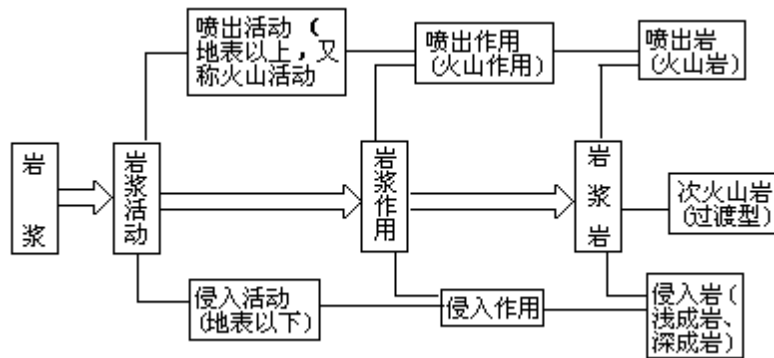 喷出活动（
地表以上，又
称火山活动
喷出作用
（火山作用）
喷出岩
（火山岩）
岩浆
岩浆活动
岩浆作用
岩浆岩
次火山岩
（过渡型）
侵入活动
（地表以下）
侵入作用
侵入岩（
浅成岩、
深成岩）